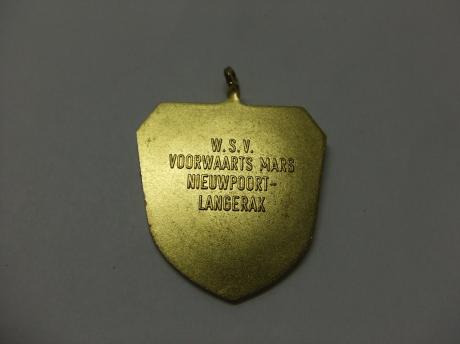 W.S.V.
VOORWAARTS MARS
NIEUWPOORT-
LANGERAK